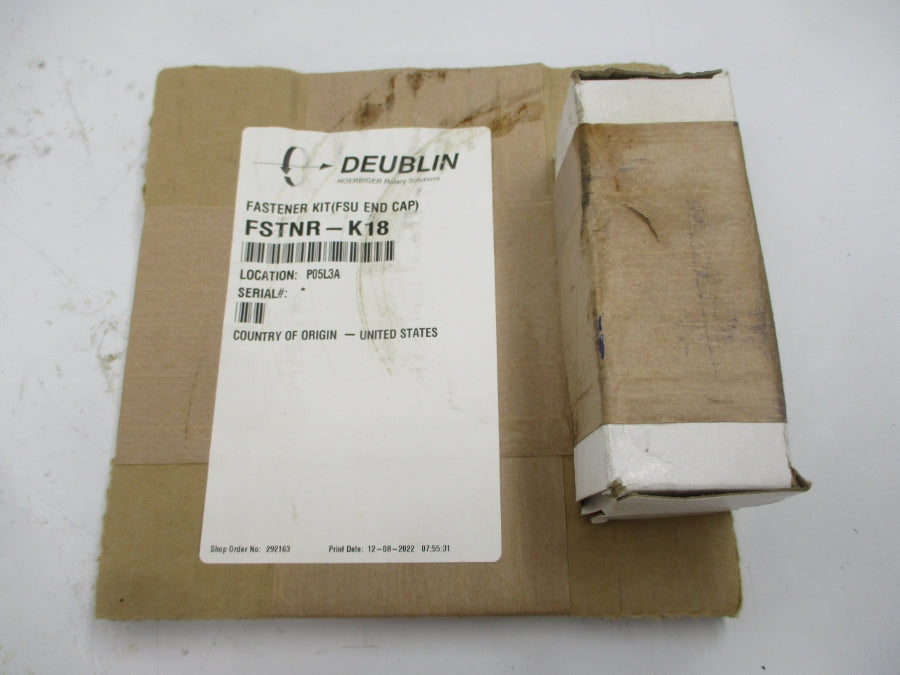 DEUBLIN
HOERBIGER Rotary Solutions
FASTENER KIT(FSU END CAP)
FSTNR-K18
LOCATION: P05L3A
SERIAL#: *
COUNTRY OF ORIGIN - UNITED STATES
Shop Order No: 292163 Print Date: 12-08-2022 07:55:31